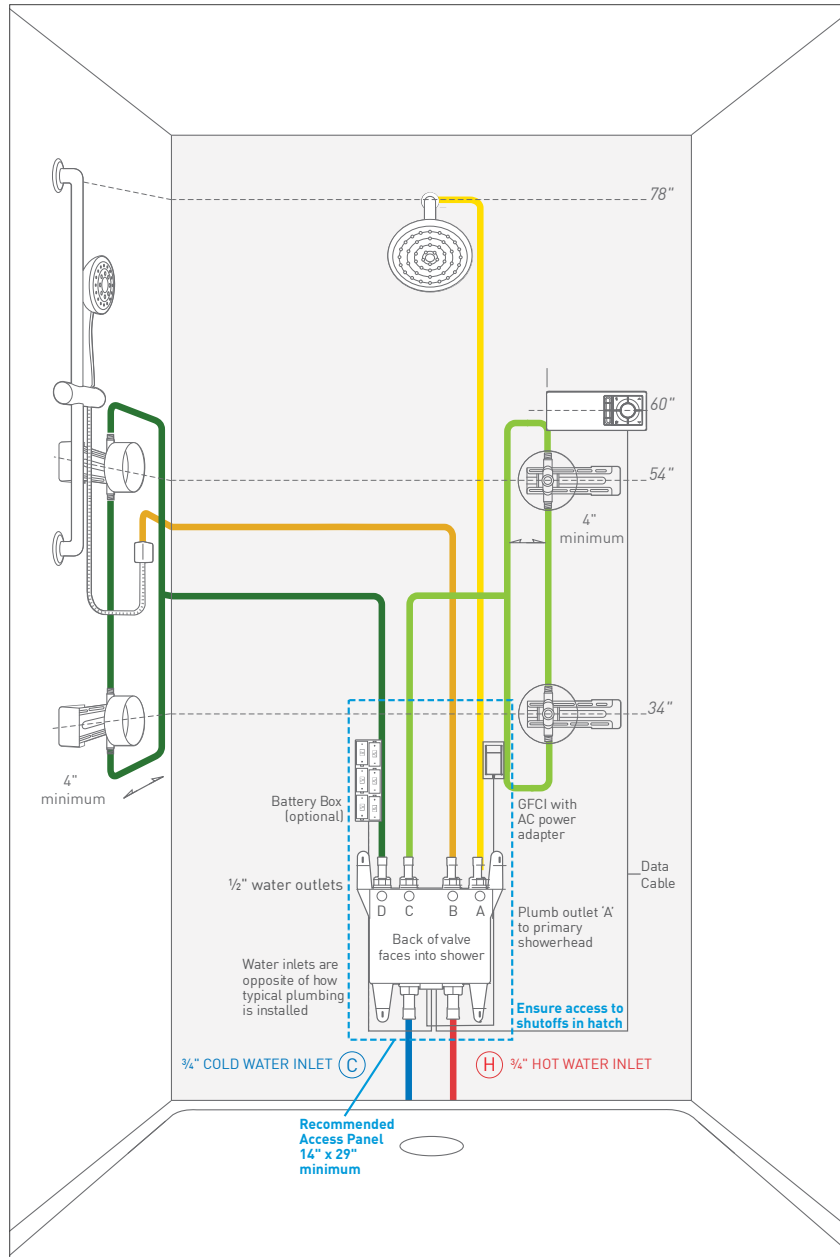 78"
60"
54"
4"
minimum
34"
4"
minimum
Battery Box
(optional)
GFCI with
AC power
adapter
Data
Cable
½" water outlets
D C B A
Back of valve
faces into shower
Plumb outlet 'A'
to primary
showerhead
Water inlets are
opposite of how
typical plumbing
is installed
Ensure access to
shutoffs in hatch
¾" COLD WATER INLET C
H ¾" HOT WATER INLET
Recommended
Access Panel
14" x 29"
minimum